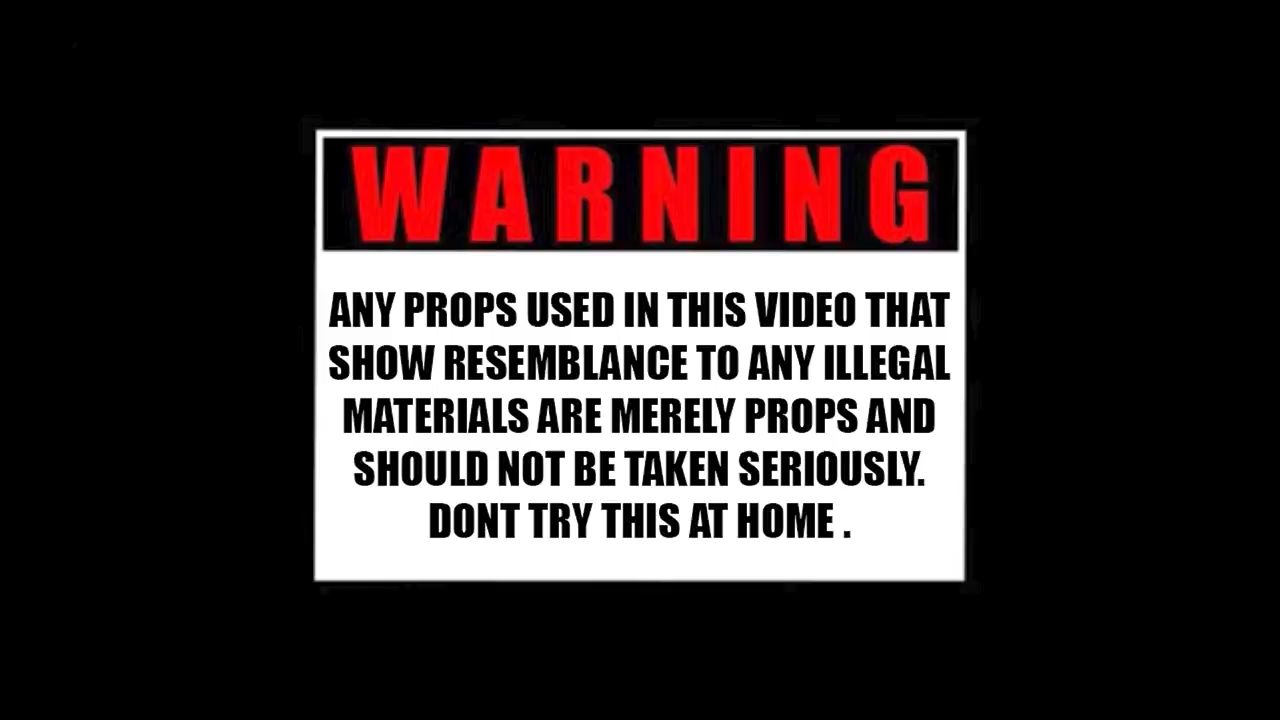 WARNING
ANY PROPS USED IN THIS VIDEO THAT
SHOW RESEMBLANCE TO ANY ILLEGAL
MATERIALS ARE MERELY PROPS AND
SHOULD NOT BE TAKEN SERIOUSLY.
DONT TRY THIS AT HOME .